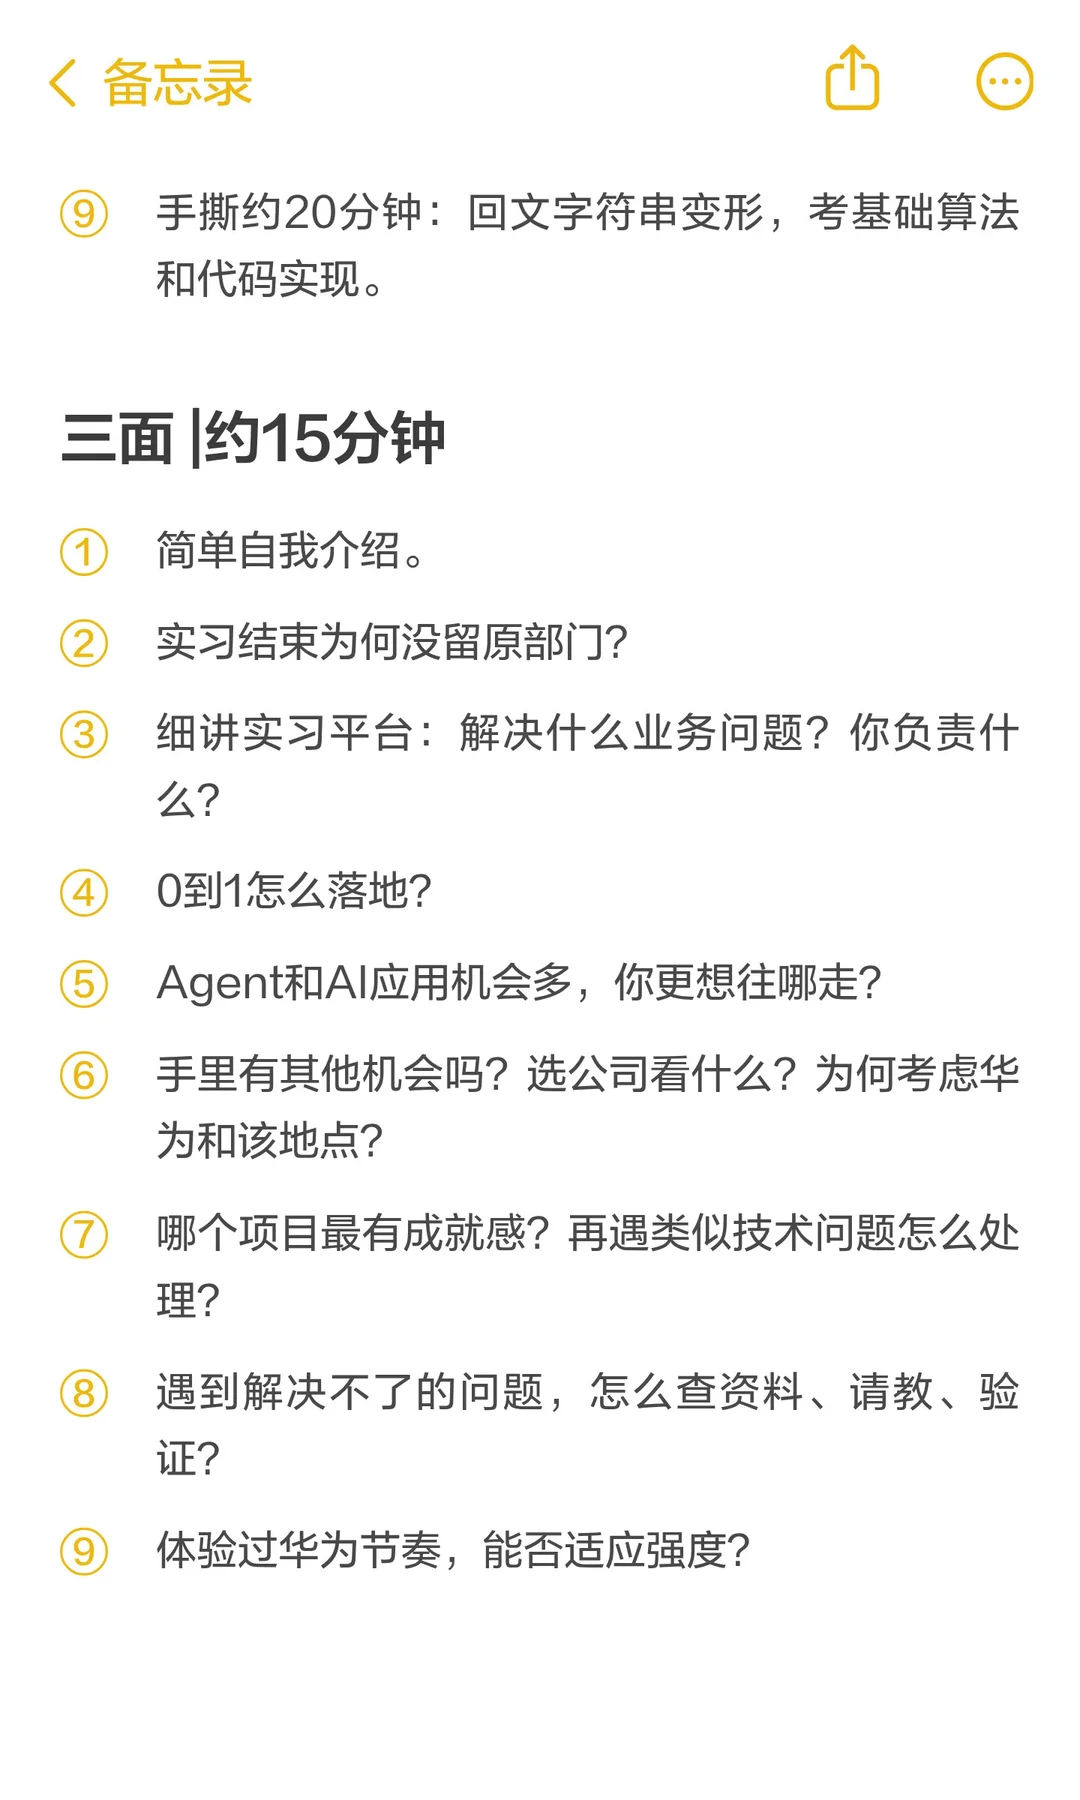 备忘录
⑨ 手撕约20分钟：回文字符串变形，考基础算法
和代码实现。
三面|约15分钟
① 简单自我介绍。
② 实习结束为何没留原部门？
③ 细讲实习平台：解决什么业务问题？你负责什
么？
④ 0到1怎么落地？
⑤ Agent和AI应用机会多，你更想往哪走？
⑥ 手里有其他机会吗？选公司看什么？为何考虑华
为和该地点？
⑦ 哪个项目最有成就感？再遇类似技术问题怎么处
理？
⑧ 遇到解决不了的问题，怎么查资料、请教、验
证？
⑨ 体验过华为节奏，能否适应强度？